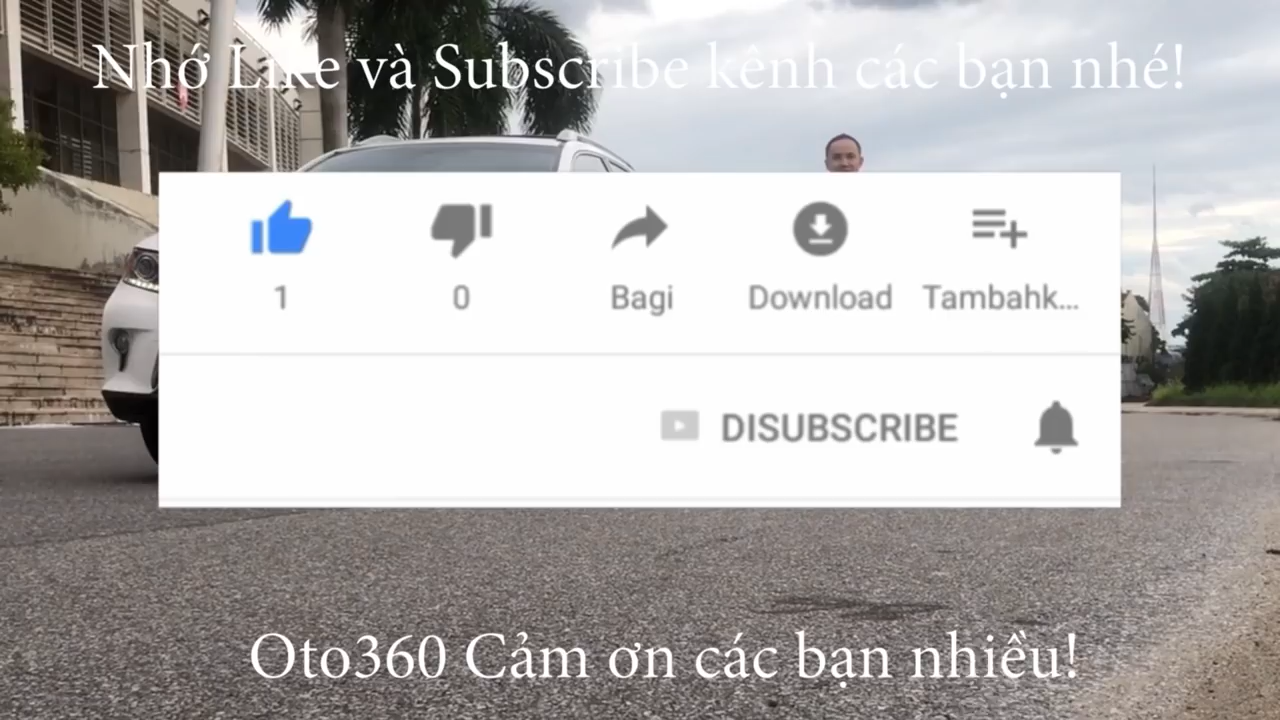 Nhớ Like và Subscribe kênh các bạn nhé!
1 0 Bagi Download Tambahk...
DISUBSCRIBE
Oto360 Cảm ơn các bạn nhiều!